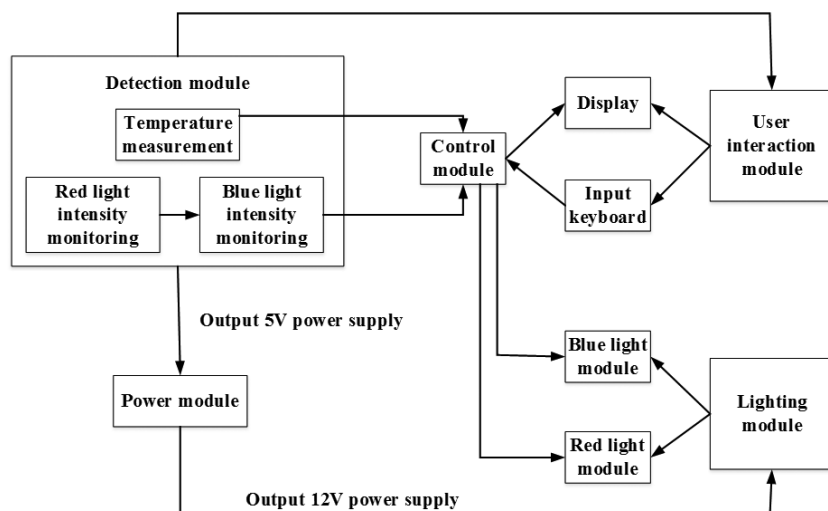 Detection module
Temperature
measurement
Red light
intensity
monitoring
Blue light
intensity
monitoring
Control
module
Display
Input
keyboard
User
interaction
module
Output 5V power supply
Power module
Blue light
module
Red light
module
Lighting
module
Output 12V power supply